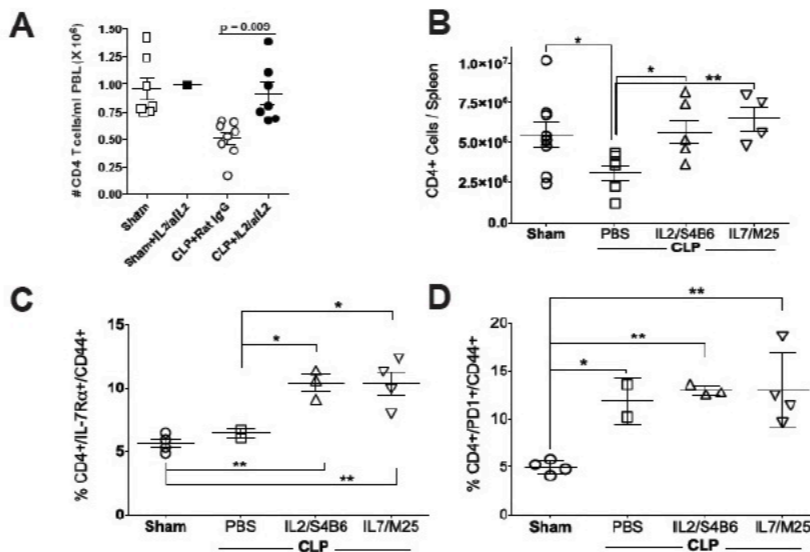 A
p = 0.009
# CD4 T cells/ml PBL (X 10⁶)
1.50
1.25
1.00
0.75
0.50
0.25
0.00
Sham
Sham+IL2/αIL2
CLP+Rat IgG
CLP+IL2/αIL2
B
*
*
**
CD4+ Cells / Spleen
1.0×10⁷
7.5×10⁶
5.0×10⁶
2.5×10⁶
0
Sham
PBS
IL2/S4B6
IL7/M25
CLP
C
*
*
% CD4+/IL-7Rα+/CD44+
15
10
5
0
**
**
Sham
PBS
IL2/S4B6
IL7/M25
CLP
D
**
**
*
% CD4+/PD1+/CD44+
20
15
10
5
0
Sham
PBS
IL2/S4B6
IL7/M25
CLP